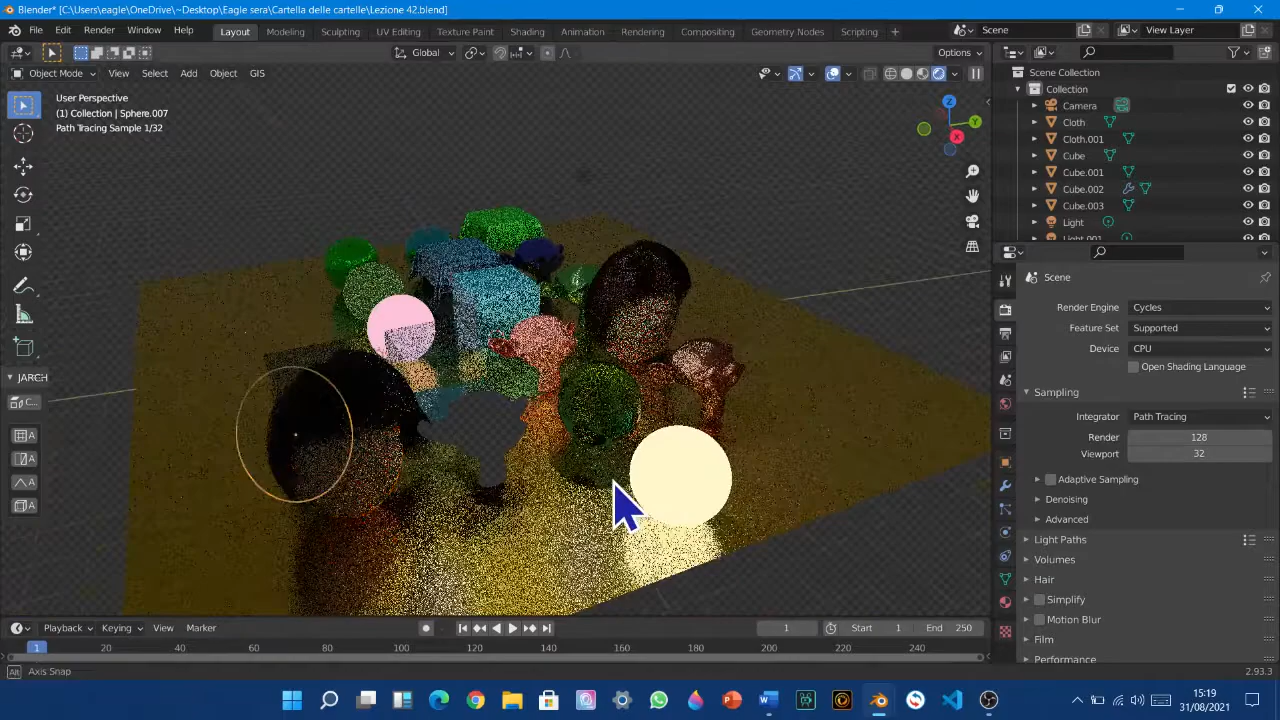 Blender* [C:\Users\eagle\OneDrive\~Desktop\Eagle sera\Cartella delle cartelle\Lezione 42.blend]
File Edit Render Window Help Layout Modeling Sculpting UV Editing Texture Paint Shading Animation Rendering Compositing Geometry Nodes Scripting + Scene View Layer
Global Options
Object Mode View Select Add Object GIS
User Perspective
(1) Collection | Sphere.007
Path Tracing Sample 1/32
Z
Y
X
JARCH
C...
A
A
A
A
Scene Collection
Collection
Camera
Cloth
Cloth.001
Cube
Cube.001
Cube.002
Cube.003
Light
Light.001
Scene
Render Engine Cycles
Feature Set Supported
Device CPU
Open Shading Language
Sampling
Integrator Path Tracing
Render 128
Viewport 32
Adaptive Sampling
Denoising
Advanced
Light Paths
Volumes
Hair
Simplify
Motion Blur
Film
Performance
Playback Keying View Marker 1 Start 1 End 250
1 20 40 60 80 100 120 140 160 180 200 220 240
Alt Axis Snap 2.93.3
15:19
31/08/2021